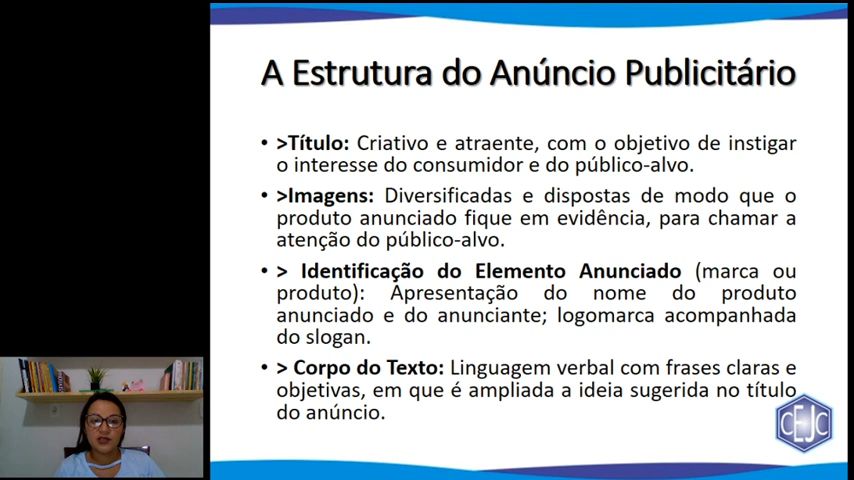 A Estrutura do Anúncio Publicitário
• >Título: Criativo e atraente, com o objetivo de instigar
o interesse do consumidor e do público-alvo.
• >Imagens: Diversificadas e dispostas de modo que o
produto anunciado fique em evidência, para chamar a
atenção do público-alvo.
• > Identificação do Elemento Anunciado (marca ou
produto): Apresentação do nome do produto
anunciado e do anunciante; logomarca acompanhada
do slogan.
• > Corpo do Texto: Linguagem verbal com frases claras e
objetivas, em que é ampliada a ideia sugerida no título
do anúncio.
CEJC